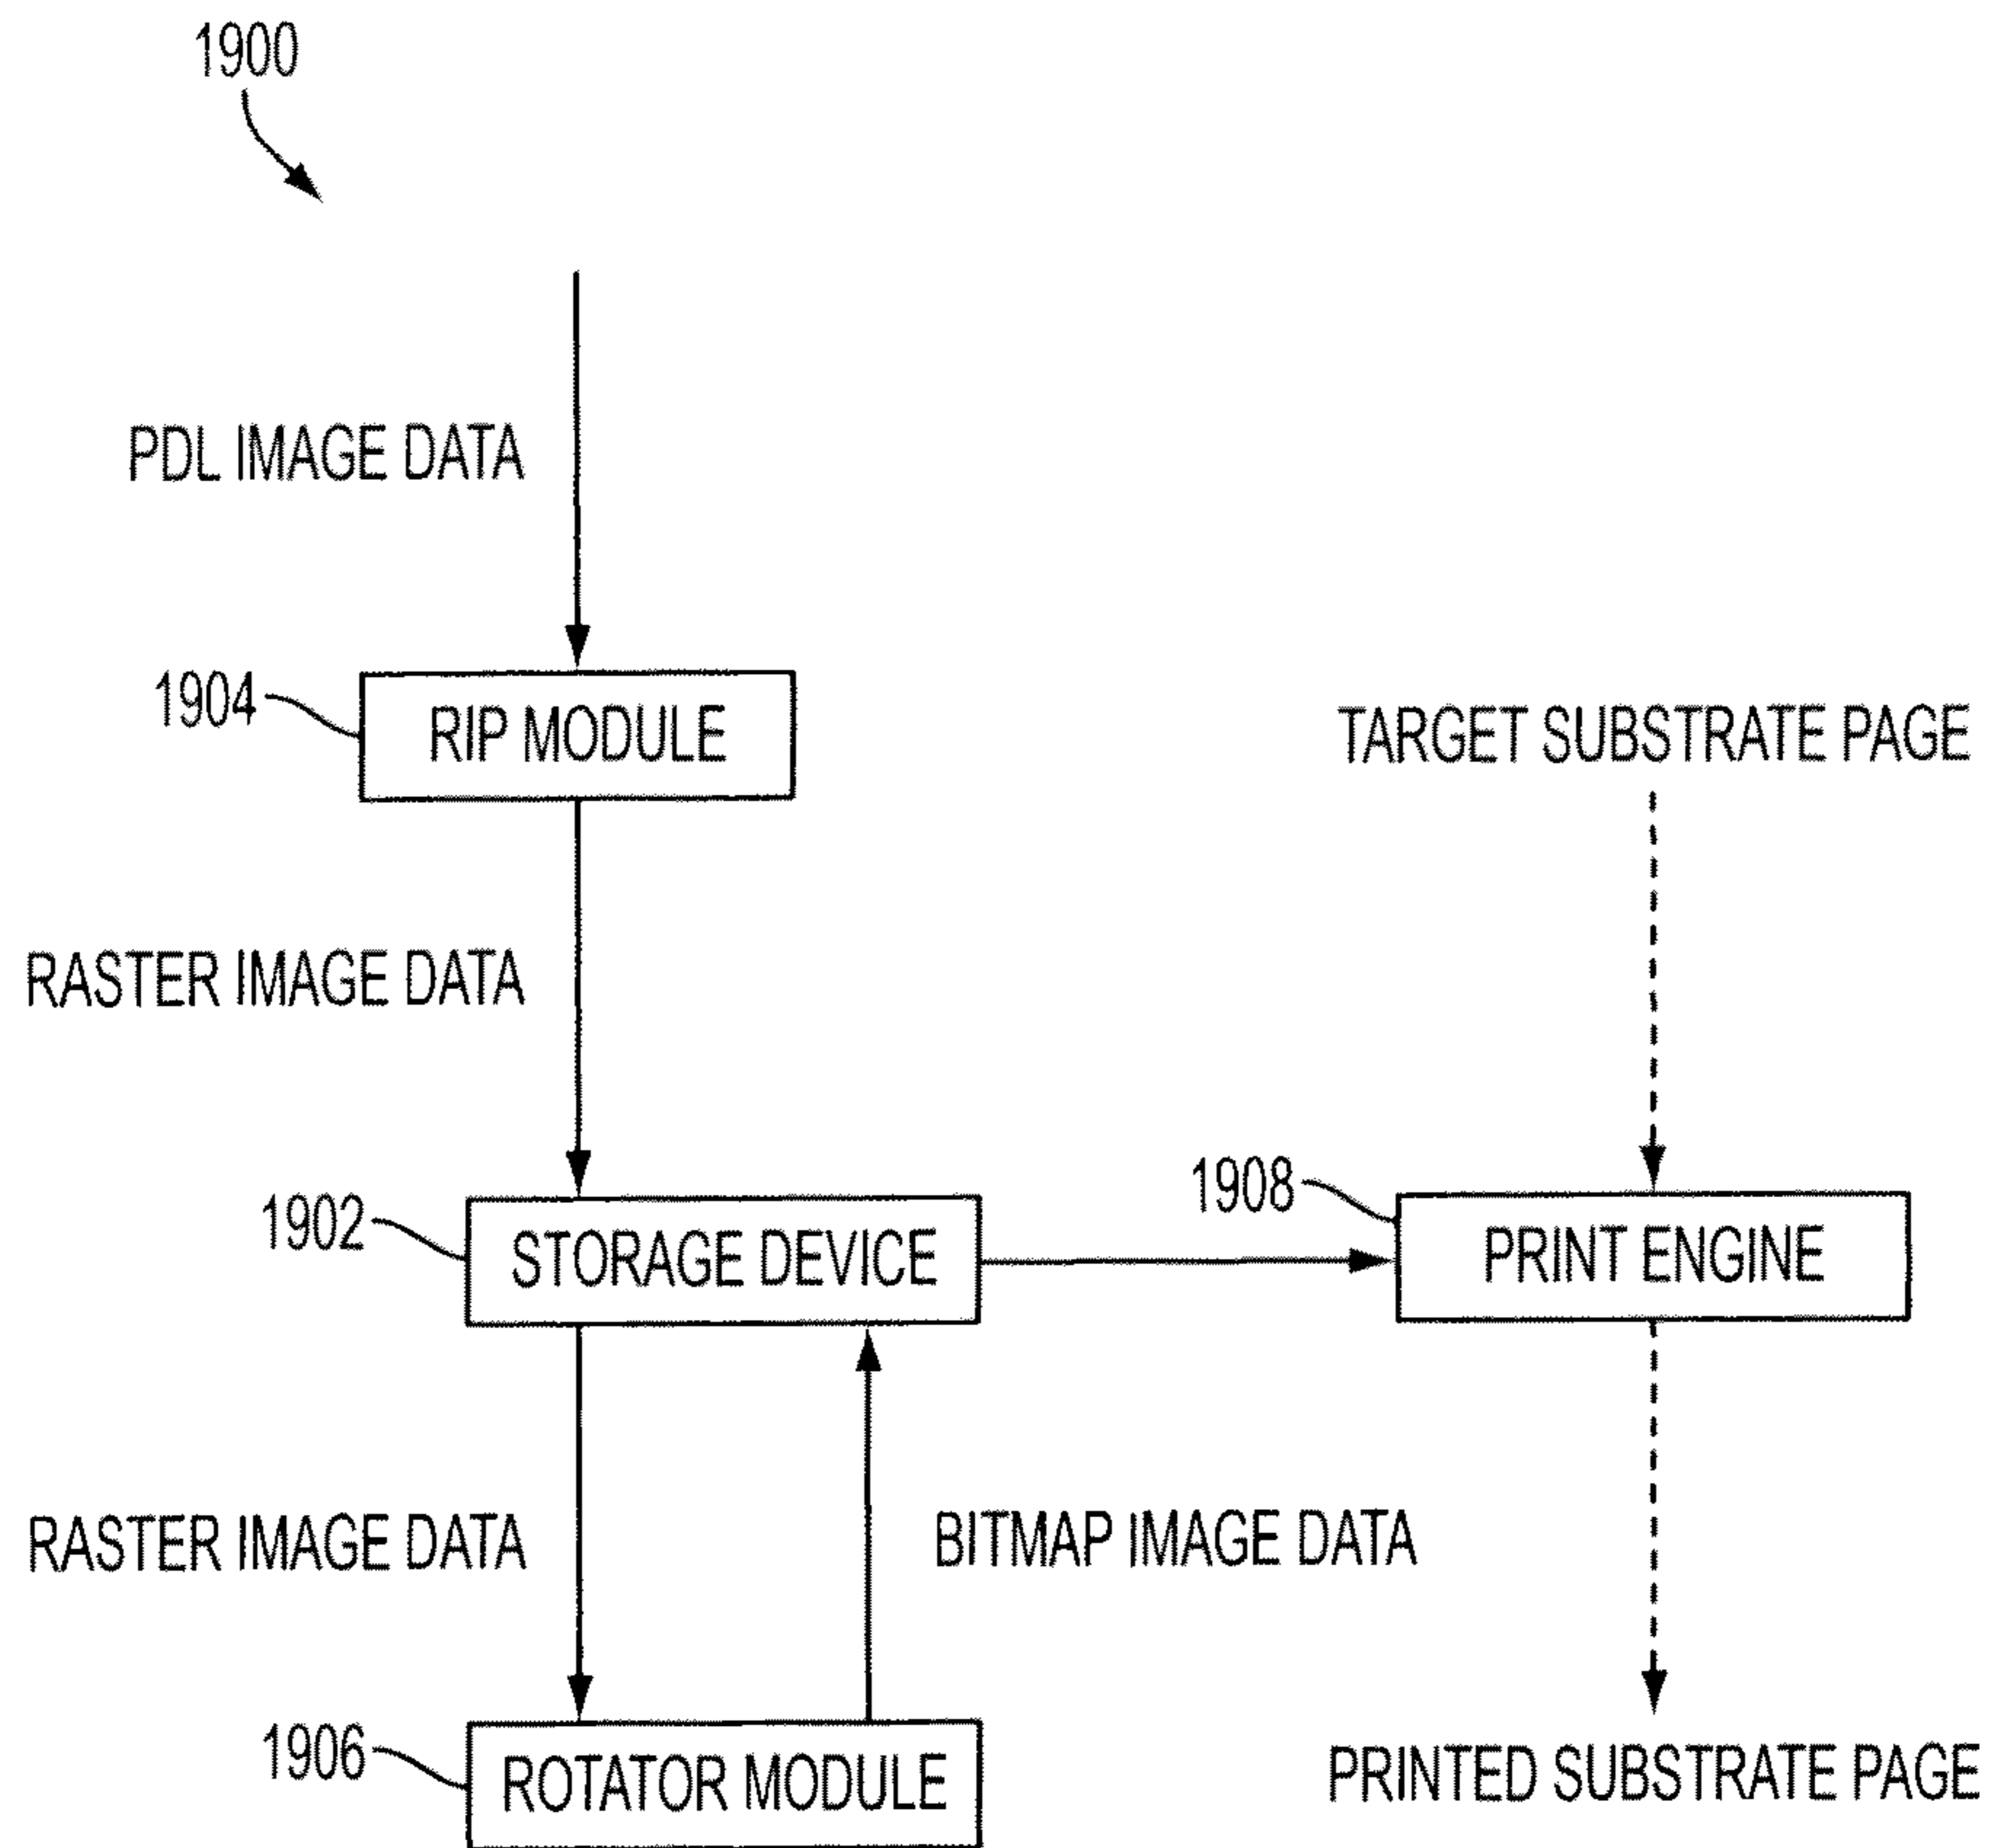 1900
PDL IMAGE DATA
1904
RIP MODULE
TARGET SUBSTRATE PAGE
RASTER IMAGE DATA
1902
STORAGE DEVICE
1908
PRINT ENGINE
RASTER IMAGE DATA
BITMAP IMAGE DATA
1906
ROTATOR MODULE
PRINTED SUBSTRATE PAGE